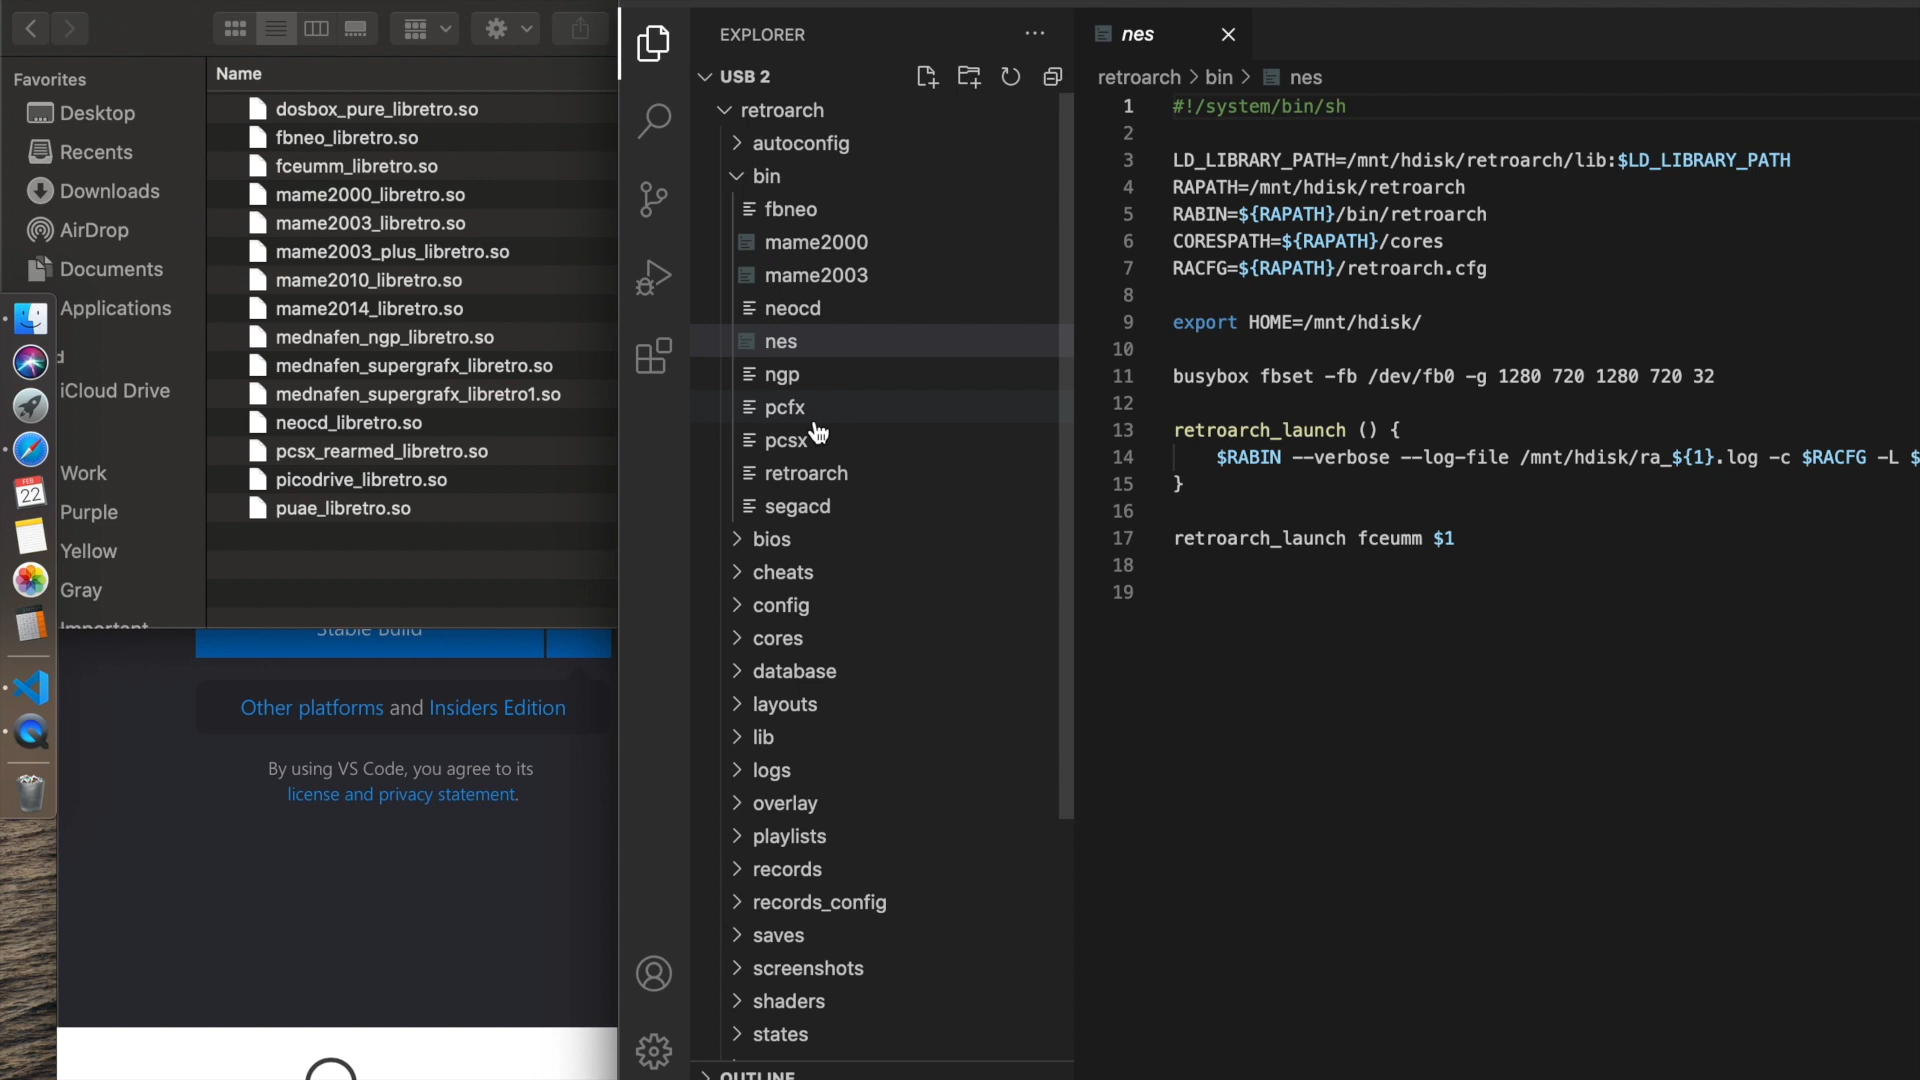 Favorites
Desktop
Recents
Downloads
AirDrop
Documents
Applications
d
iCloud Drive
Work
Purple
Yellow
Gray
Important
FEB
22
Name
dosbox_pure_libretro.so
fbneo_libretro.so
fceumm_libretro.so
mame2000_libretro.so
mame2003_libretro.so
mame2003_plus_libretro.so
mame2010_libretro.so
mame2014_libretro.so
mednafen_ngp_libretro.so
mednafen_supergrafx_libretro.so
mednafen_supergrafx_libretro1.so
neocd_libretro.so
pcsx_rearmed_libretro.so
picodrive_libretro.so
puae_libretro.so
Stable Build
Other platforms and Insiders Edition
By using VS Code, you agree to its
license and privacy statement.
EXPLORER
USB 2
retroarch
autoconfig
bin
fbneo
mame2000
mame2003
neocd
nes
ngp
pcfx
pcsx
retroarch
segacd
bios
cheats
config
cores
database
layouts
lib
logs
overlay
playlists
records
records_config
saves
screenshots
shaders
states
OUTLINE
nes
retroarch > bin > nes
1 #!/system/bin/sh
2
3 LD_LIBRARY_PATH=/mnt/hdisk/retroarch/lib:$LD_LIBRARY_PATH
4 RAPATH=/mnt/hdisk/retroarch
5 RABIN=${RAPATH}/bin/retroarch
6 CORESPATH=${RAPATH}/cores
7 RACFG=${RAPATH}/retroarch.cfg
8
9 export HOME=/mnt/hdisk/
10
11 busybox fbset -fb /dev/fb0 -g 1280 720 1280 720 32
12
13 retroarch_launch () {
14 $RABIN --verbose --log-file /mnt/hdisk/ra_${1}.log -c $RACFG -L $
15 }
16
17 retroarch_launch fceumm $1
18
19